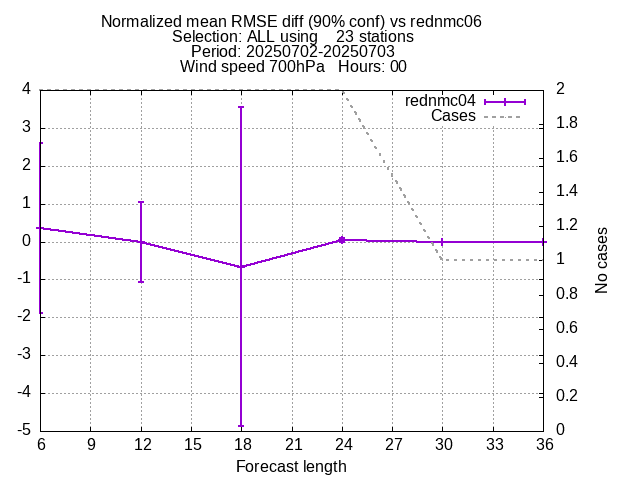 Normalized mean RMSE diff (90% conf) vs rednmc06
Selection: ALL using    23 stations
Period: 20250702-20250703
Wind speed 700hPa   Hours: 00
rednmc04
Cases
4
3
2
1
0
-1
-2
-3
-4
-5
2
1.8
1.6
1.4
1.2
1
0.8
0.6
0.4
0.2
0
No cases
6 9 12 15 18 21 24 27 30 33 36
Forecast length